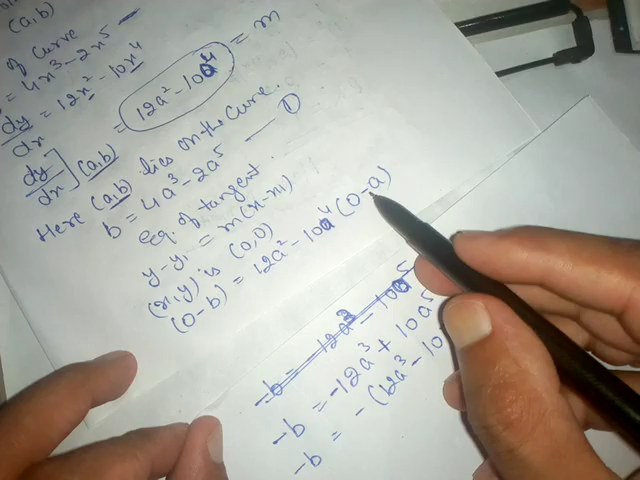 (a,b)
of curve
= 4x³-2x⁵
dy/dx = 12x² - 10x⁴
dy/dx](a,b) = 12a² - 10a⁴ = m
Here (a,b) lies on the curve.
b = 4a³ - 2a⁵ — ①
Eq. of tangent.
y-y₁ = m(x-x₁)
(x,y) is (0,0)
(0-b) = 12a² - 10a⁴ (0-a)
-b = 12a³ - 10a⁵
-b = -12a³ + 10a⁵
-b = -(12a³ - 10